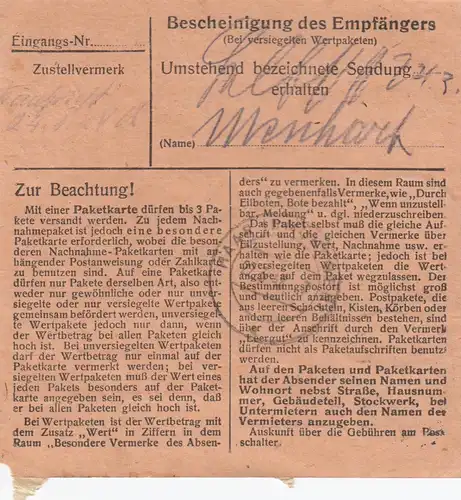 Bescheinigung des Empfängers
Eingangs-Nr.
(Bei versiegelten Wertpaketen)
Zustellvermerk
Umstehend bezeichnete Sendung
erhalten
(Name)
Zur Beachtung!
Mit einer Paketkarte dürfen bis 3 Pa-
kete versandt werden. Zu jedem Nach-
nahmepaket ist jedoch eine besondere
Paketkarte erforderlich, wobei die beson-
deren Nachnahme-Paketkarten mit an-
hängender Postanweisung oder Zahlkarte
zu benutzen sind. Auf eine Paketkarte
dürfen nur Pakete derselben Art, also ent-
weder nur gewöhnliche oder nur unver-
siegelte oder nur versiegelte Wertpakete
gemeinsam befördert werden, unversiegel-
te Wertpakete jedoch nur dann, wenn
der Wertbetrag bei allen Paketen gleich
hoch ist. Bei unversiegelten Wertpaketen
darf der Wertbetrag nur einmal auf der
Paketkarte vermerkt werden; bei ver-
siegelten Wertpaketen muß der Wert eines
jeden Pakets besonders auf der Paket-
karte angegeben sein, es sei denn, daß
er bei allen Paketen gleich hoch ist.
Bei Wertpaketen ist der Wertbetrag mit
dem Zusatz „Wert" in Ziffern in dem
Raum „Besondere Vermerke des Absen-
ders" zu vermerken. In diesem Raum sind
auch gegebenenfalls Vermerke, wie „Durch
Eilboten, Bote bezahlt", „Wenn unzustell-
bar, Meldung" u. dgl. niederzuschreiben.
Das Paket selbst muß die gleiche Auf-
schrift und die gleichen Vermerke über
Eilzustellung, Wert, Nachnahme usw. er-
halten wie die Paketkarte; jedoch ist bei
unversiegelten Wertpaketen die Wert-
angabe auf dem Paket wegzulassen. Der
Bestimmungspostort ist möglichst groß
und deutlich anzugeben. Postpakete, die
aus leeren Schachteln, Kisten, Körben oder
andern leeren Behältnissen bestehen, sind
über der Anschrift durch den Vermerk
„Leergut" zu kennzeichnen. Paketkarten
dürfen nicht als Paketaufschriften benutzt
werden.
Auf den Paketen und Paketkarten
hat der Absender seinen Namen und
Wohnort nebst Straße, Hausnum-
mer, Gebäudeteil, Stockwerk, bei
Untermietern auch den Namen des
Vermieters anzugeben.
Auskunft über die Gebühren am Post-
schalter.